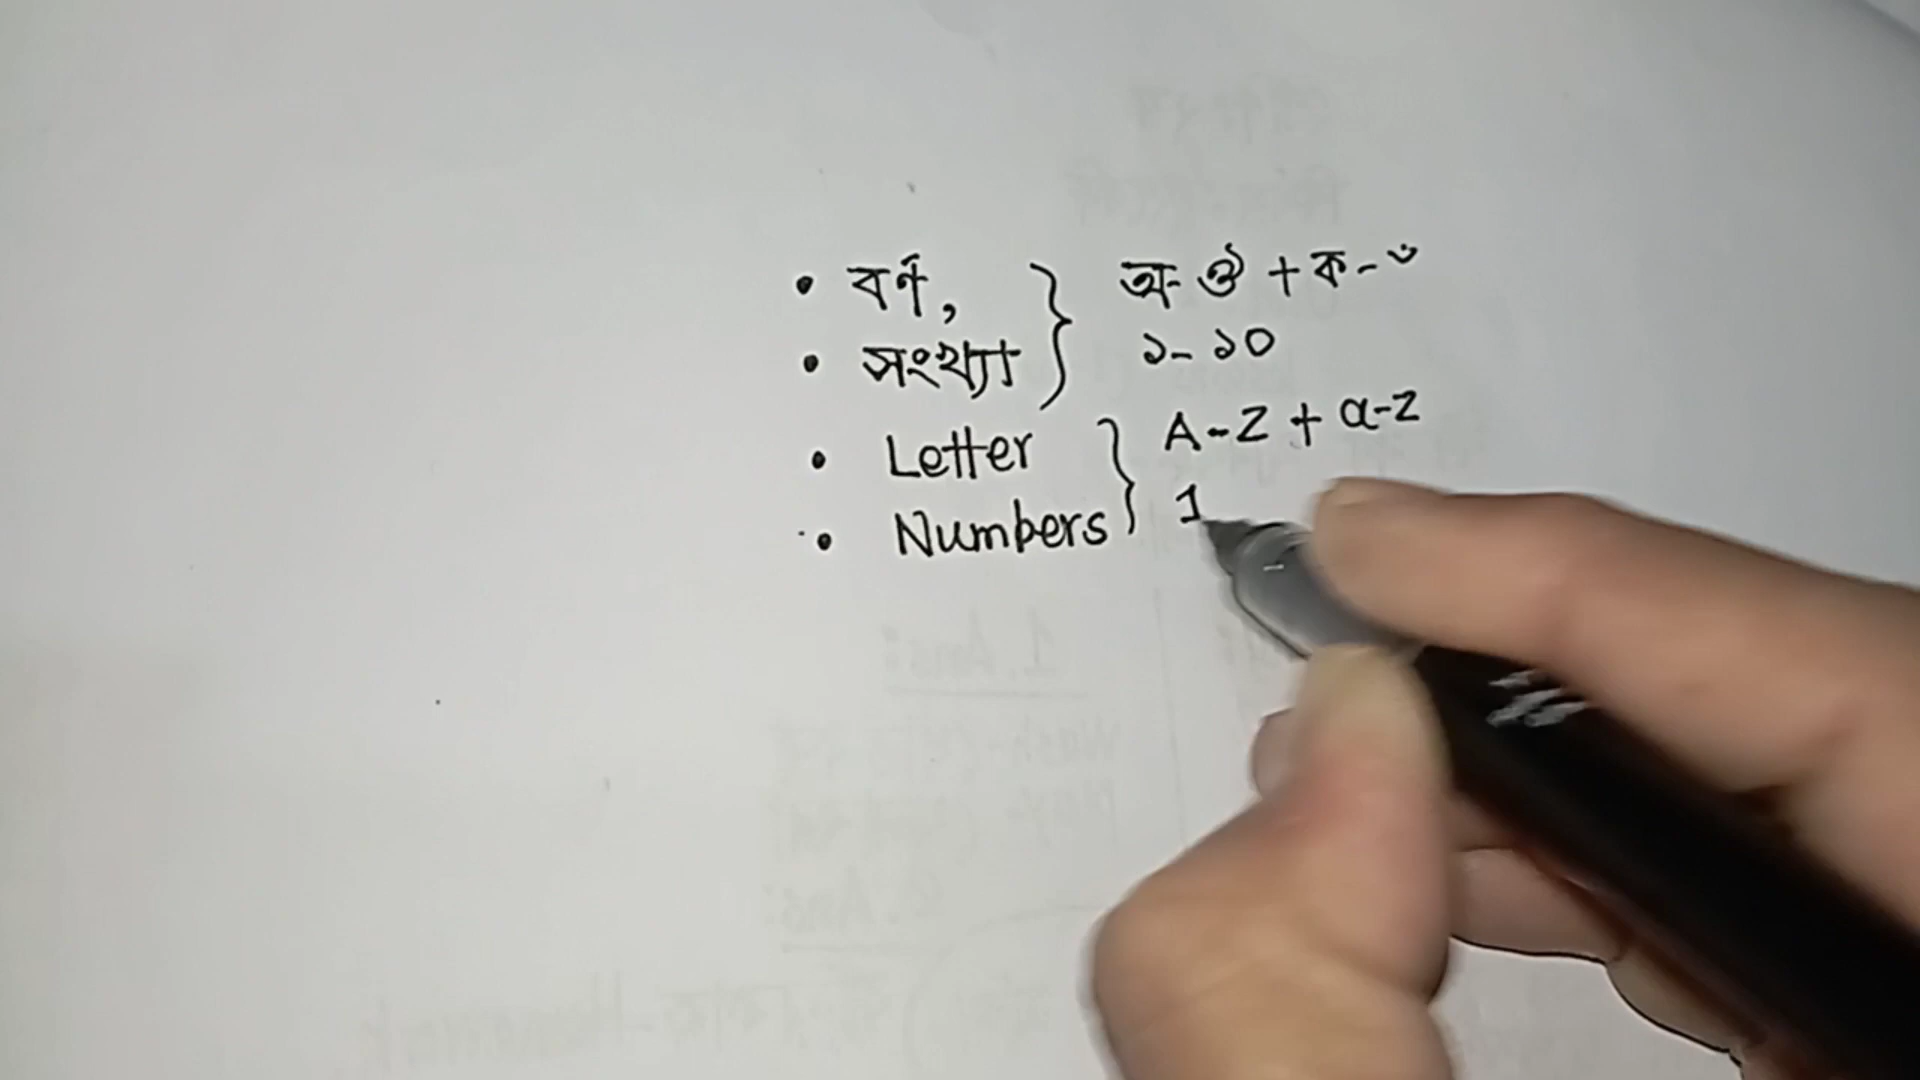 • বর্ণ, } অ-ঔ + ক-ঁ
• সংখ্যা } ১-১০
• Letter } A-Z + a-z
• Numbers } 1